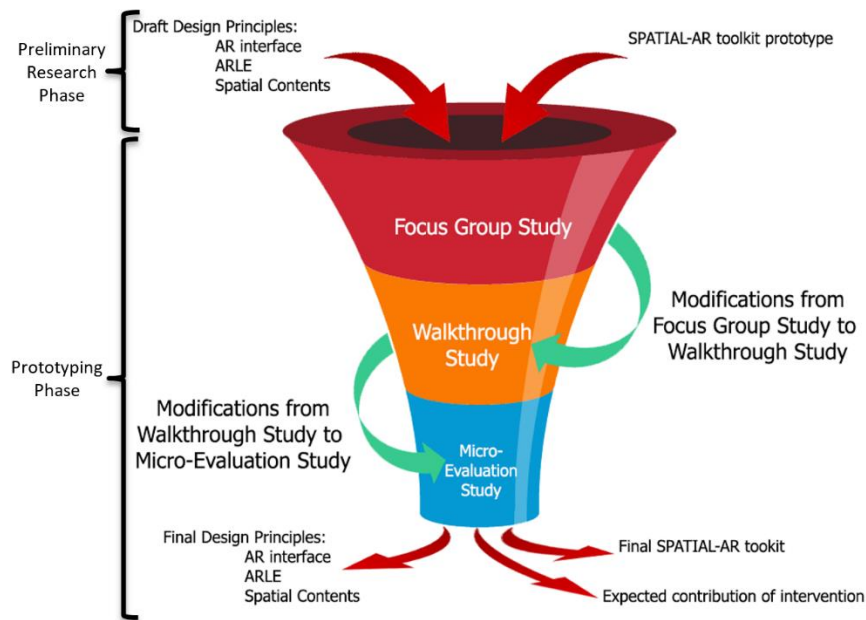 Preliminary
Research
Phase
Draft Design Principles:
AR interface
ARLE
Spatial Contents
SPATIAL-AR toolkit prototype
Prototyping
Phase
Focus Group Study
Modifications from
Focus Group Study to
Walkthrough Study
Walkthrough
Study
Modifications from
Walkthrough Study to
Micro-Evaluation Study
Micro-
Evaluation
Study
Final Design Principles:
AR interface
ARLE
Spatial Contents
Final SPATIAL-AR tookit
Expected contribution of intervention